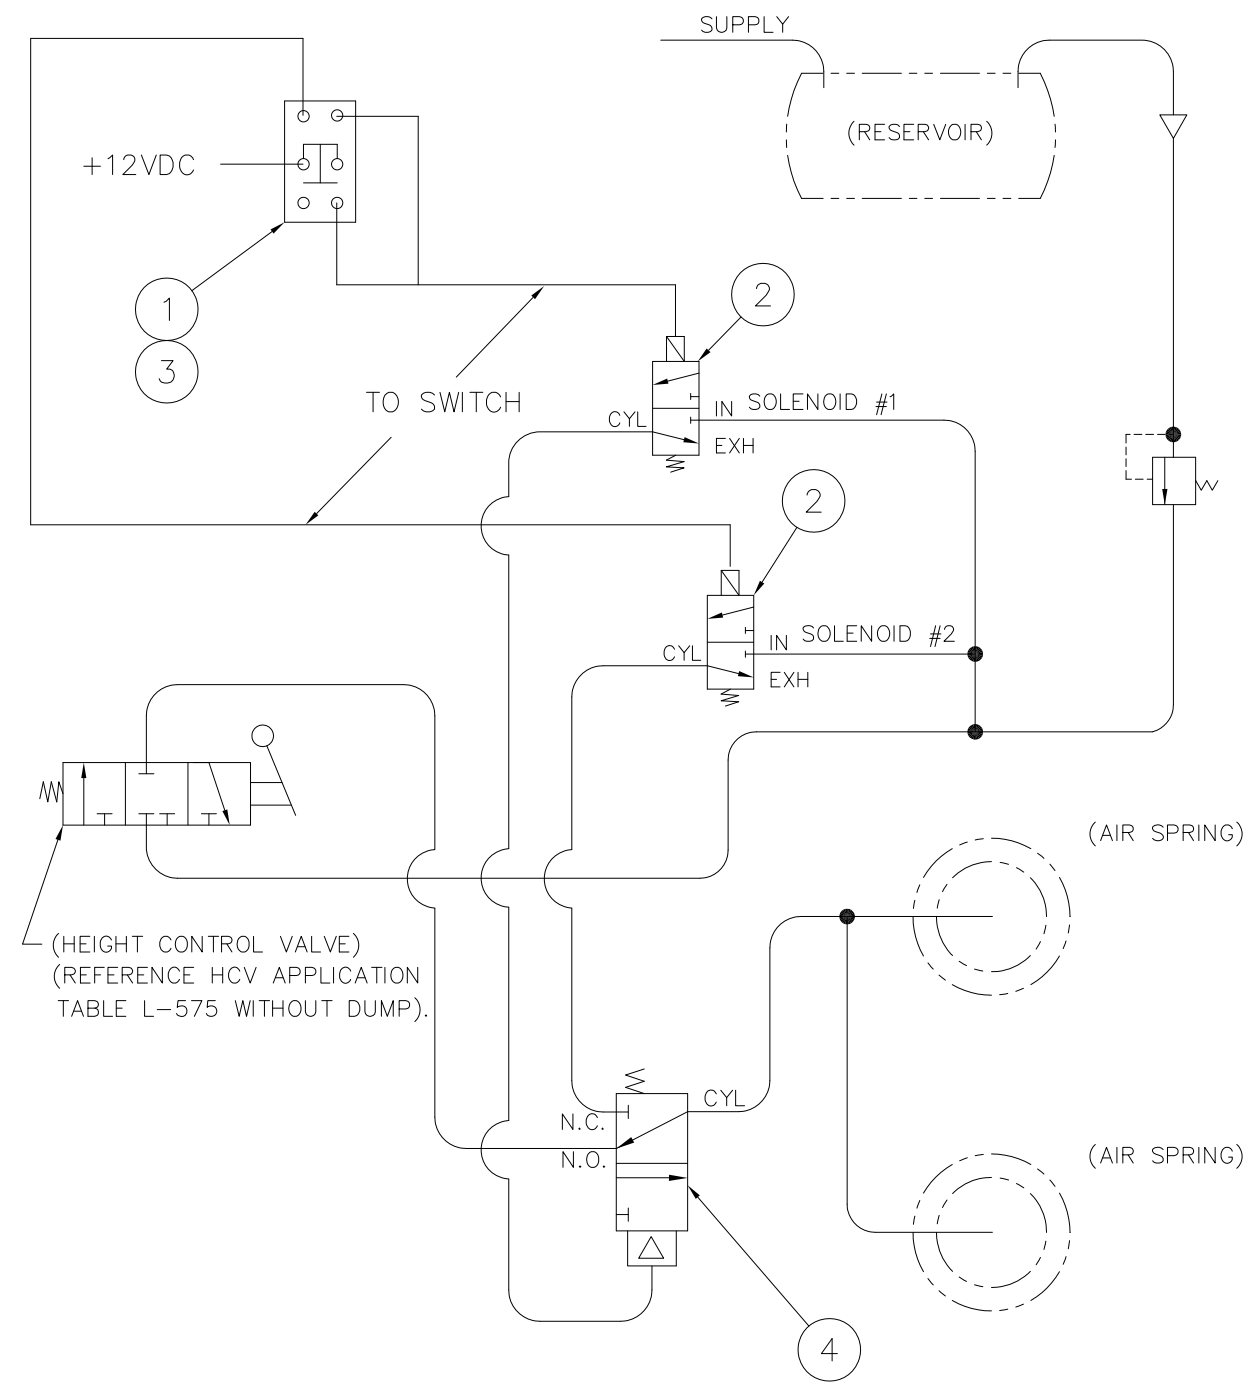 SUPPLY
(RESERVOIR)
+12VDC
1
3
2
TO SWITCH
CYL
IN
SOLENOID #1
EXH
2
CYL
IN
SOLENOID #2
EXH
(AIR SPRING)
(HEIGHT CONTROL VALVE)
(REFERENCE HCV APPLICATION
TABLE L-575 WITHOUT DUMP).
N.C.
CYL
N.O.
(AIR SPRING)
4